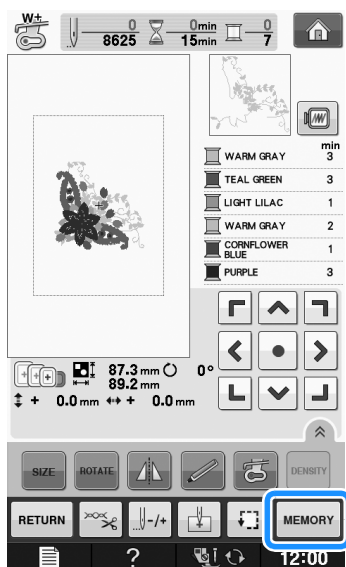 W+
0 0min 0
8625 15min 7
min
WARM GRAY 3
TEAL GREEN 3
LIGHT LILAC 1
WARM GRAY 2
CORNFLOWER BLUE 1
PURPLE 3
87.3 mm 0°
89.2 mm
+ 0.0 mm + 0.0 mm
SIZE ROTATE DENSITY
RETURN -/+ MEMORY
? 12:00